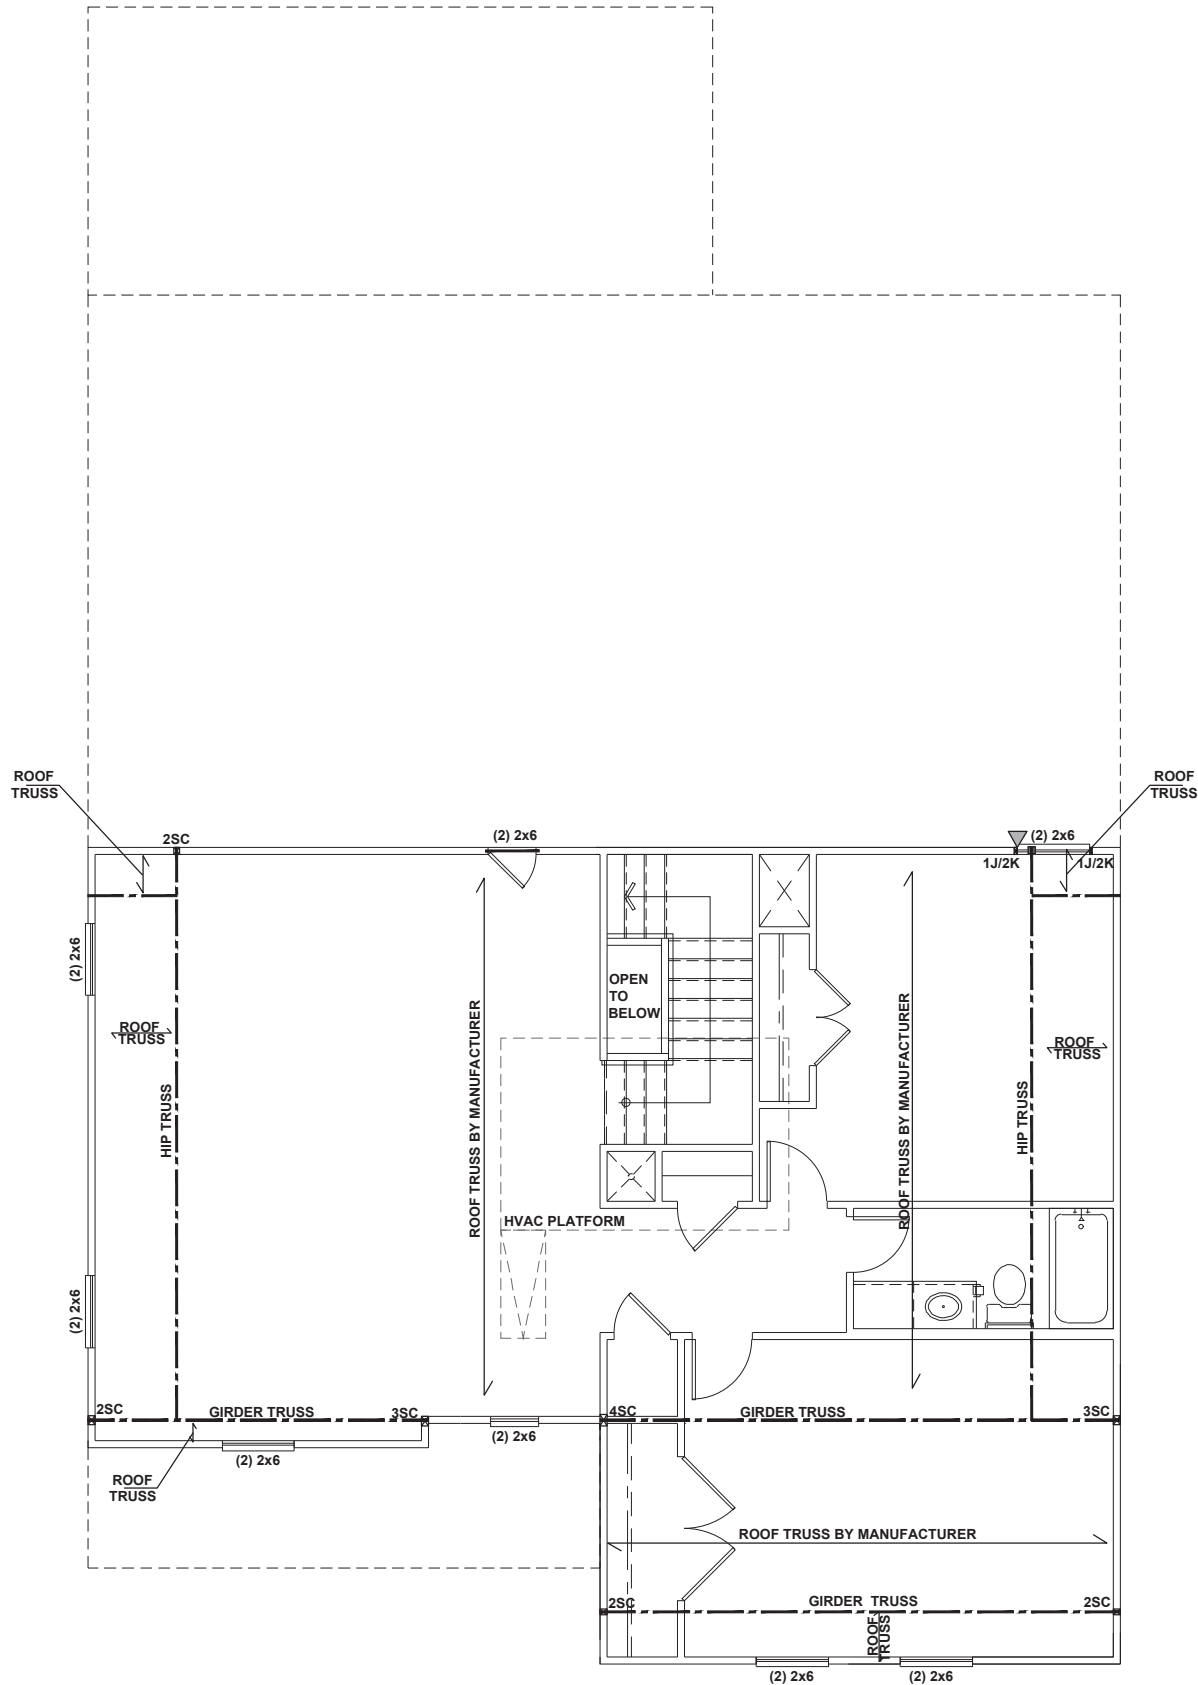 ROOF
TRUSS
ROOF
TRUSS
2SC
(2) 2x6
(2) 2x6
1J/2K
1J/2K
(2) 2x6
OPEN
TO
BELOW
ROOF
TRUSS
ROOF
TRUSS
HIP TRUSS
ROOF TRUSS BY MANUFACTURER
ROOF TRUSS BY MANUFACTURER
HIP TRUSS
HVAC PLATFORM
(2) 2x6
2SC
GIRDER TRUSS
3SC
4SC
GIRDER TRUSS
3SC
(2) 2x6
(2) 2x6
ROOF
TRUSS
ROOF TRUSS BY MANUFACTURER
2SC
GIRDER TRUSS
2SC
ROOF
TRUSS
(2) 2x6
(2) 2x6